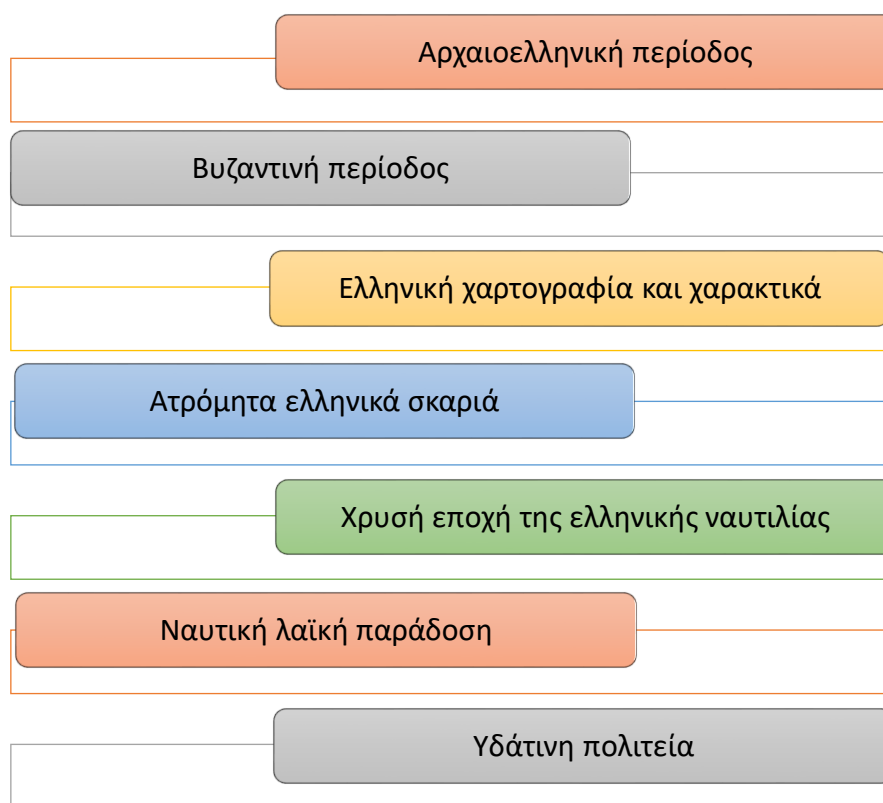 Αρχαιοελληνική περίοδος
Βυζαντινή περίοδος
Ελληνική χαρτογραφία και χαρακτικά
Ατρόμητα ελληνικά σκαριά
Χρυσή εποχή της ελληνικής ναυτιλίας
Ναυτική λαϊκή παράδοση
Υδάτινη πολιτεία